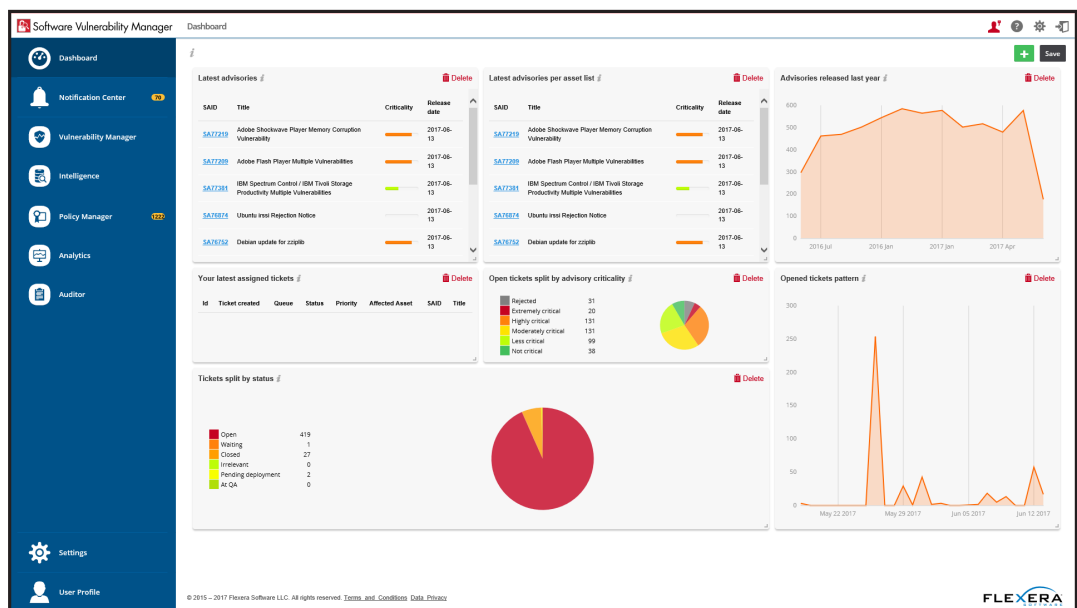 Software Vulnerability Manager
Dashboard
Dashboard
Notification Center 70
Vulnerability Manager
Intelligence
Policy Manager 1222
Analytics
Auditor
Settings
User Profile
i
+ Save
Latest advisories i Delete
SAID Title Criticality Release date
SA77219 Adobe Shockwave Player Memory Corruption Vulnerability 2017-06-13
SA77209 Adobe Flash Player Multiple Vulnerabilities 2017-06-13
SA77381 IBM Spectrum Control / IBM Tivoli Storage Productivity Multiple Vulnerabilities 2017-06-13
SA76874 Ubuntu irssi Rejection Notice 2017-06-13
SA76752 Debian update for zziplib 2017-06-13
Latest advisories per asset list i Delete
SAID Title Criticality Release date
SA77219 Adobe Shockwave Player Memory Corruption Vulnerability 2017-06-13
SA77209 Adobe Flash Player Multiple Vulnerabilities 2017-06-13
SA77381 IBM Spectrum Control / IBM Tivoli Storage Productivity Multiple Vulnerabilities 2017-06-13
SA76874 Ubuntu irssi Rejection Notice 2017-06-13
SA76752 Debian update for zziplib 2017-06-13
Advisories released last year i Delete
600
500
400
300
200
100
0
2016 Jul 2016 Jan 2017 Jan 2017 Apr
Your latest assigned tickets i Delete
Id Ticket created Queue Status Priority Affected Asset SAID Title
Open tickets split by advisory criticality i Delete
Rejected 31
Extremely critical 20
Highly critical 131
Moderately critical 131
Less critical 99
Not critical 38
Opened tickets pattern i Delete
300
250
200
150
100
50
0
May 22 2017 May 29 2017 Jun 05 2017 Jun 12 2017
Tickets split by status i Delete
Open 419
Waiting 1
Closed 27
Irrelevant 0
Pending deployment 2
At QA 0
© 2015 – 2017 Flexera Software LLC. All rights reserved. Terms and Conditions Data Privacy
FLEXERA
SOFTWARE